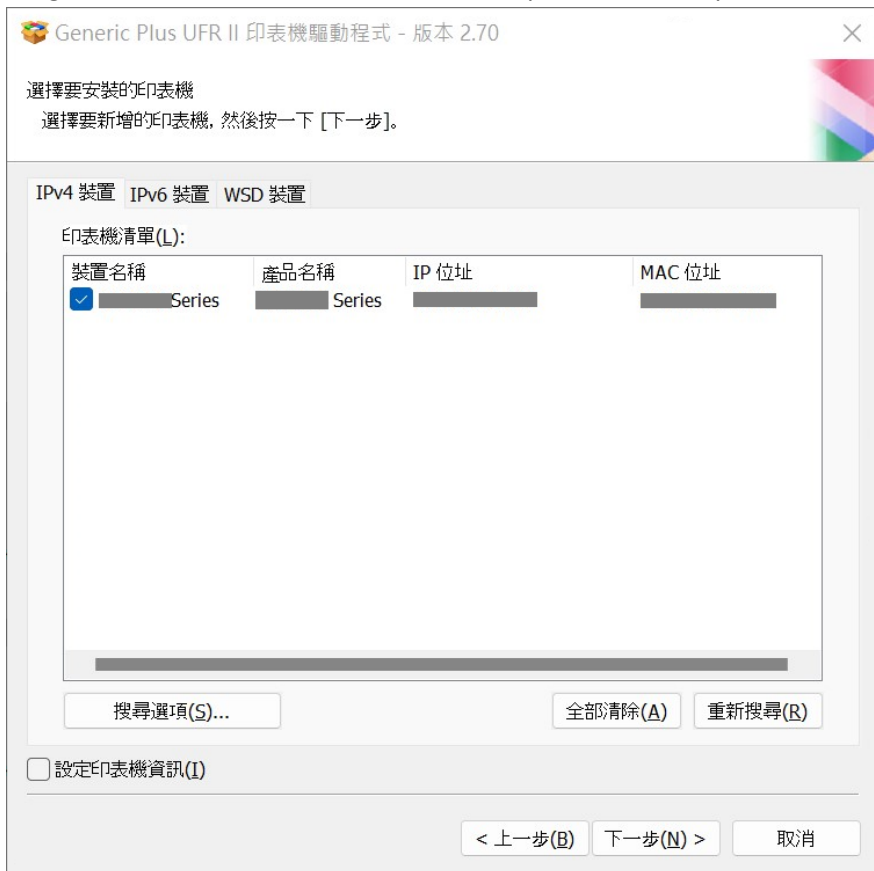 Generic Plus UFR II 印表機驅動程式 - 版本 2.70
選擇要安裝的印表機
選擇要新增的印表機, 然後按一下 [下一步]。
IPv4 裝置 IPv6 裝置 WSD 裝置
印表機清單(L):
裝置名稱 產品名稱 IP 位址 MAC 位址
Series Series
搜尋選項(S)... 全部清除(A) 重新搜尋(R)
設定印表機資訊(I)
< 上一步(B) 下一步(N) > 取消